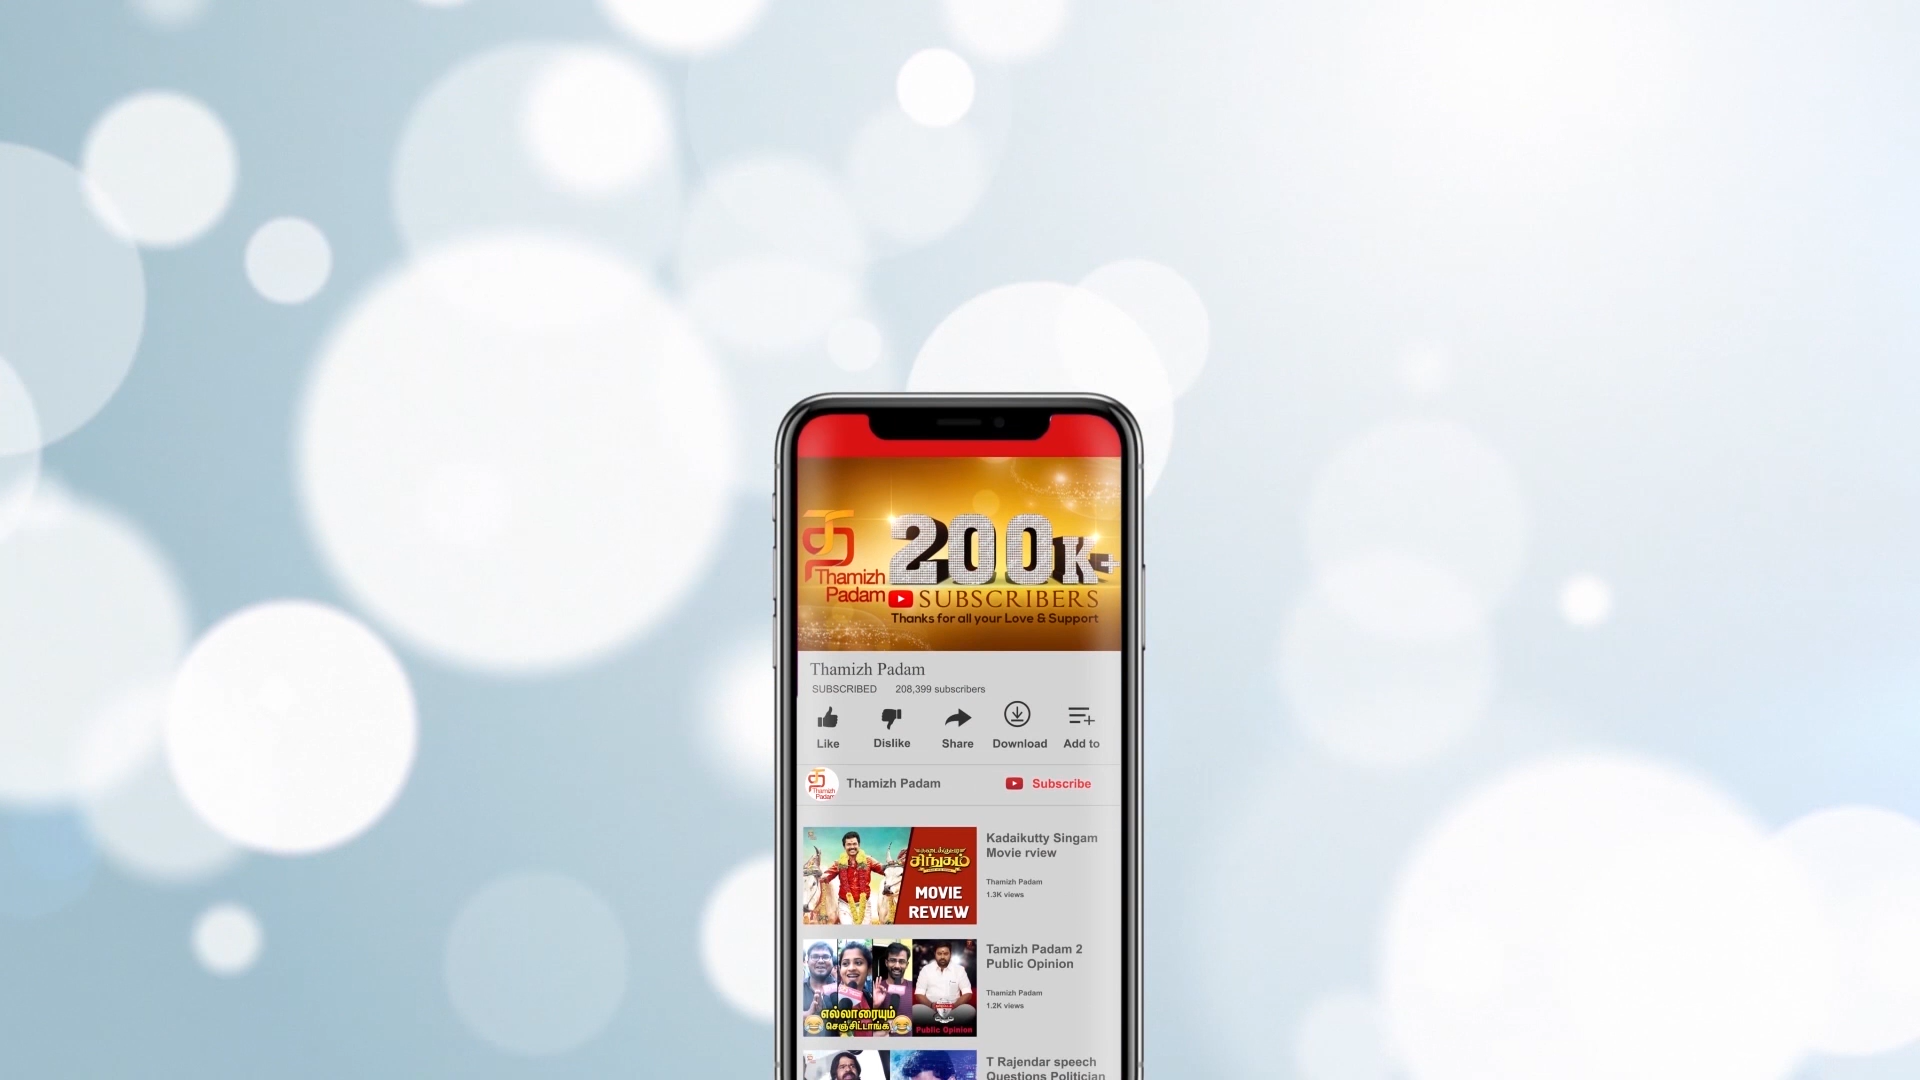 Thamizh
Padam
200K+
SUBSCRIBERS
Thanks for all your Love & Support
Thamizh Padam
SUBSCRIBED 208,399 subscribers
Like Dislike Share Download Add to
Thamizh
Padam
Thamizh Padam
Subscribe
சிங்கம்
MOVIE
REVIEW
Kadaikutty Singam
Movie rview
Thamizh Padam
1.3K views
எல்லாரையும்
செஞ்சிட்டாங்க
Public Opinion
Tamizh Padam 2
Public Opinion
Thamizh Padam
1.2K views
T Rajendar speech
Questions Politician